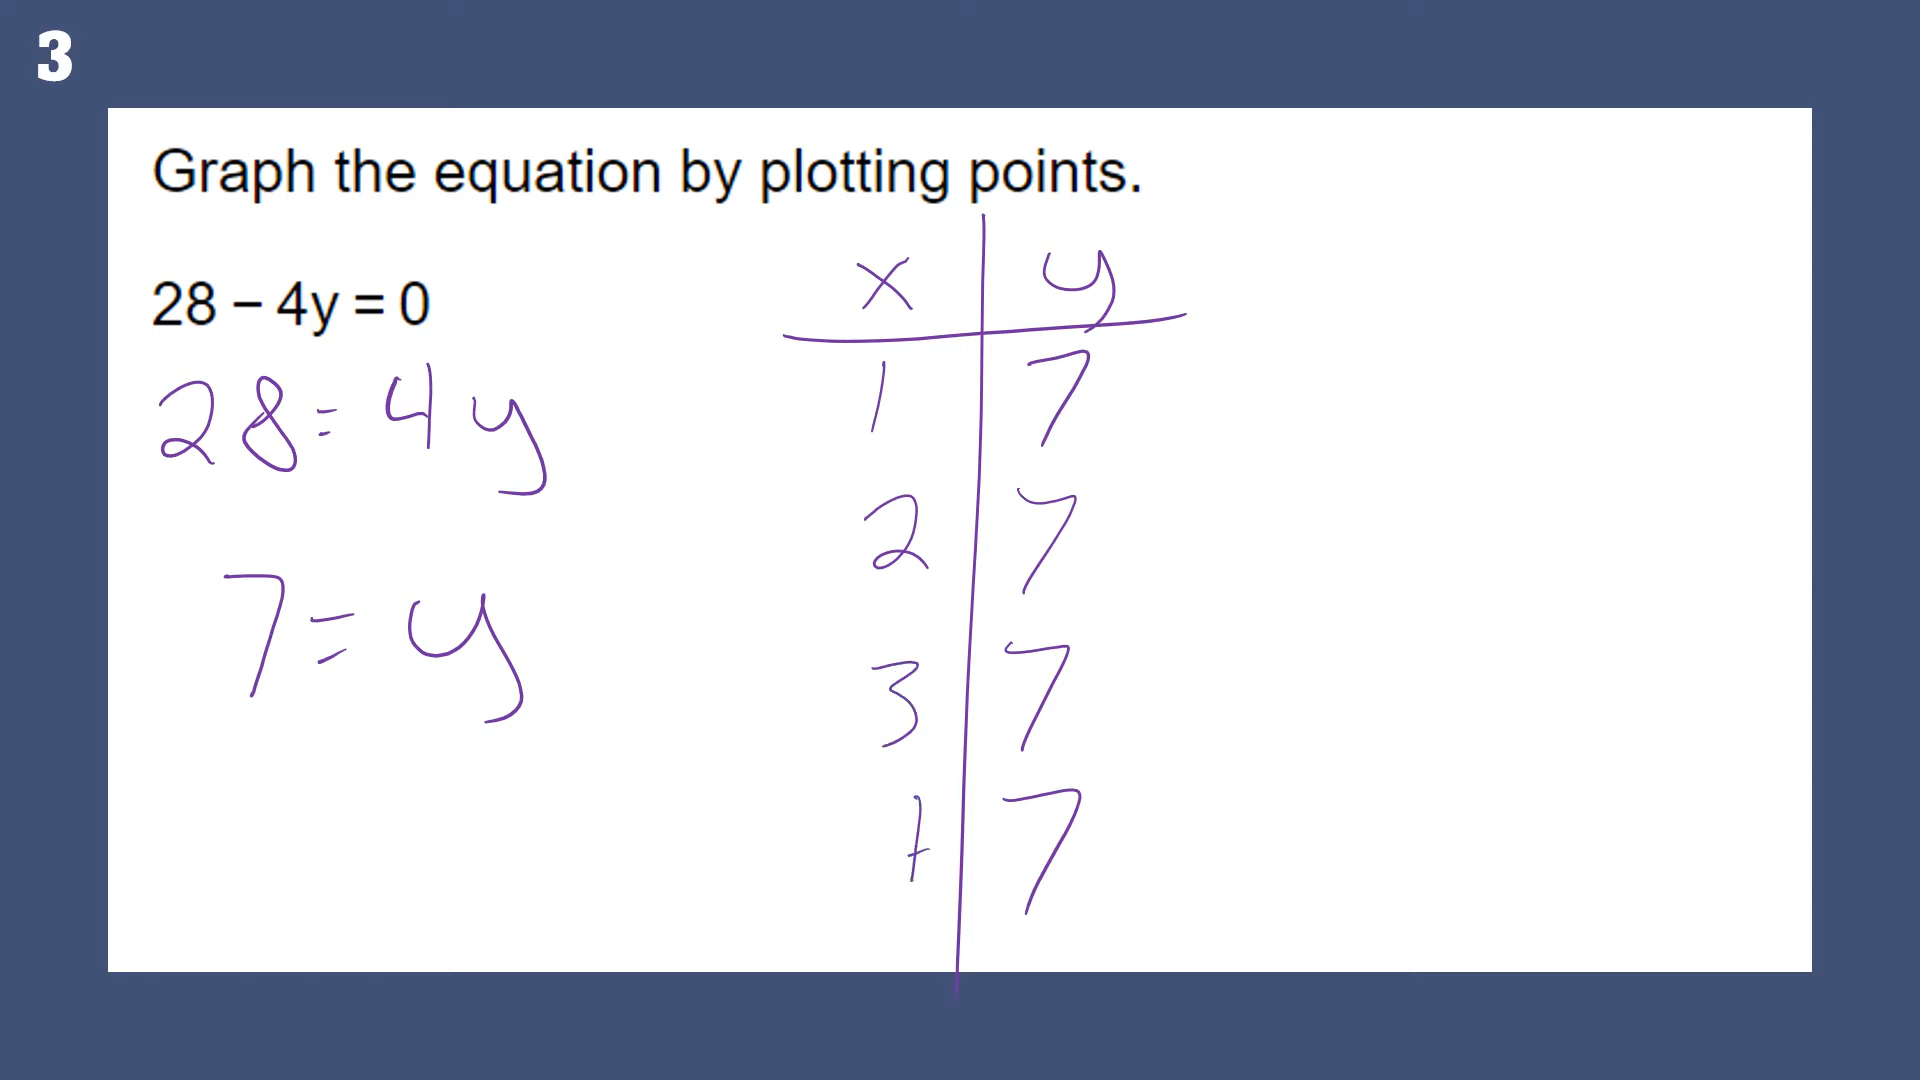 3
Graph the equation by plotting points.
28 – 4y = 0
28 = 4y
7 = y
x y
1 7
2 7
3 7
7